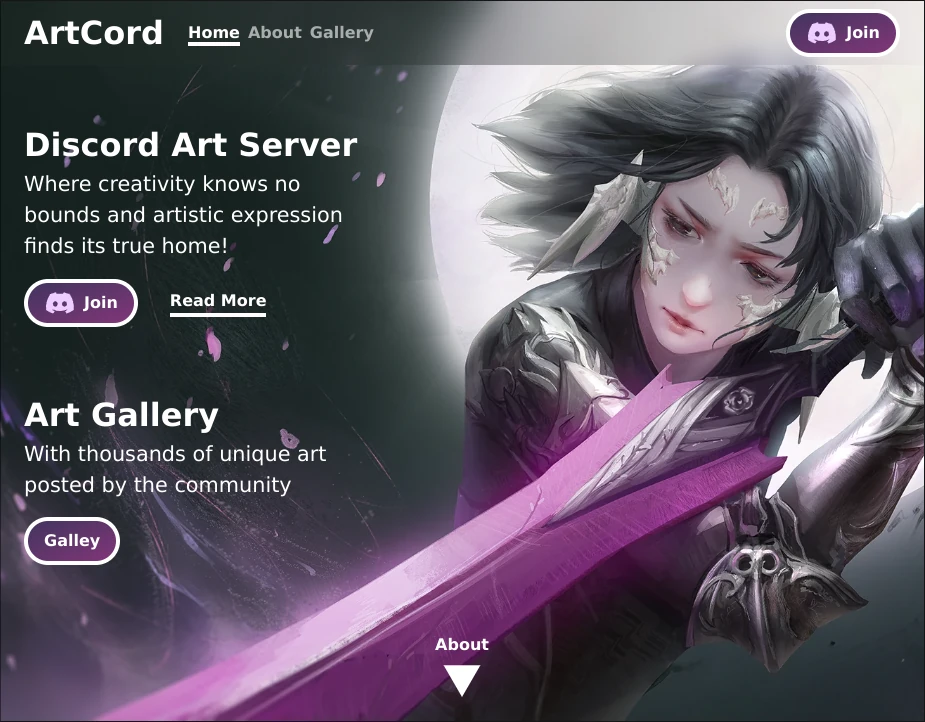 ArtCord Home About Gallery Join
Discord Art Server
Where creativity knows no
bounds and artistic expression
finds its true home!
Join Read More
Art Gallery
With thousands of unique art
posted by the community
Galley
About